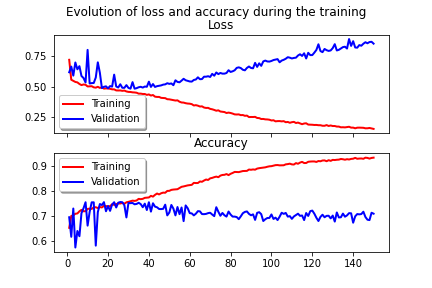 Evolution of loss and accuracy during the training
Loss
0.75
0.50
0.25
Training
Validation
Accuracy
0.9
0.8
0.7
0.6
Training
Validation
0 20 40 60 80 100 120 140